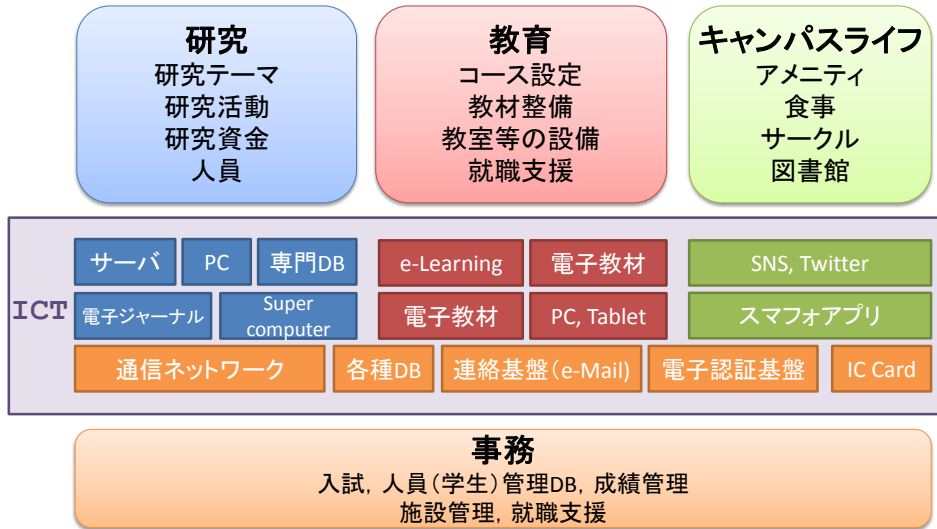 研究
研究テーマ
研究活動
研究資金
人員
教育
コース設定
教材整備
教室等の設備
就職支援
キャンパスライフ
アメニティ
食事
サークル
図書館
ICT
サーバ
PC
専門DB
e-Learning
電子教材
SNS, Twitter
電子ジャーナル
Super
computer
電子教材
PC, Tablet
スマフォアプリ
通信ネットワーク
各種DB
連絡基盤（e-Mail）
電子認証基盤
IC Card
事務
入試，人員（学生）管理DB，成績管理
施設管理，就職支援